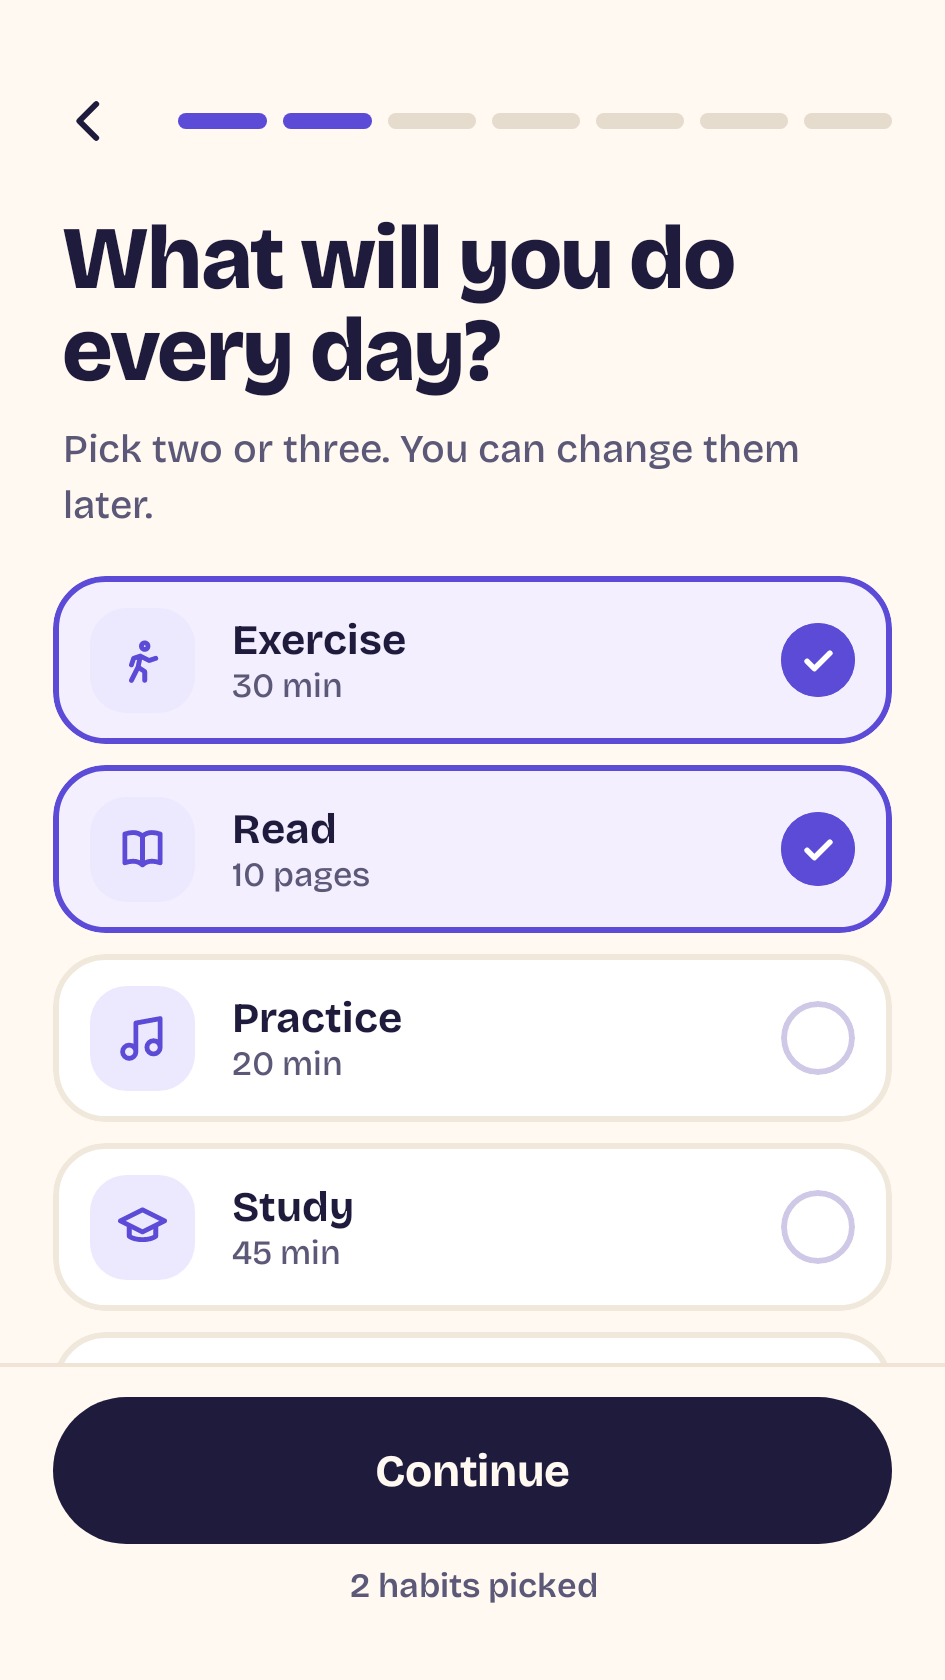 What will you do
every day?
Pick two or three. You can change them
later.
Exercise
30 min
Read
10 pages
Practice
20 min
Study
45 min
Continue
2 habits picked